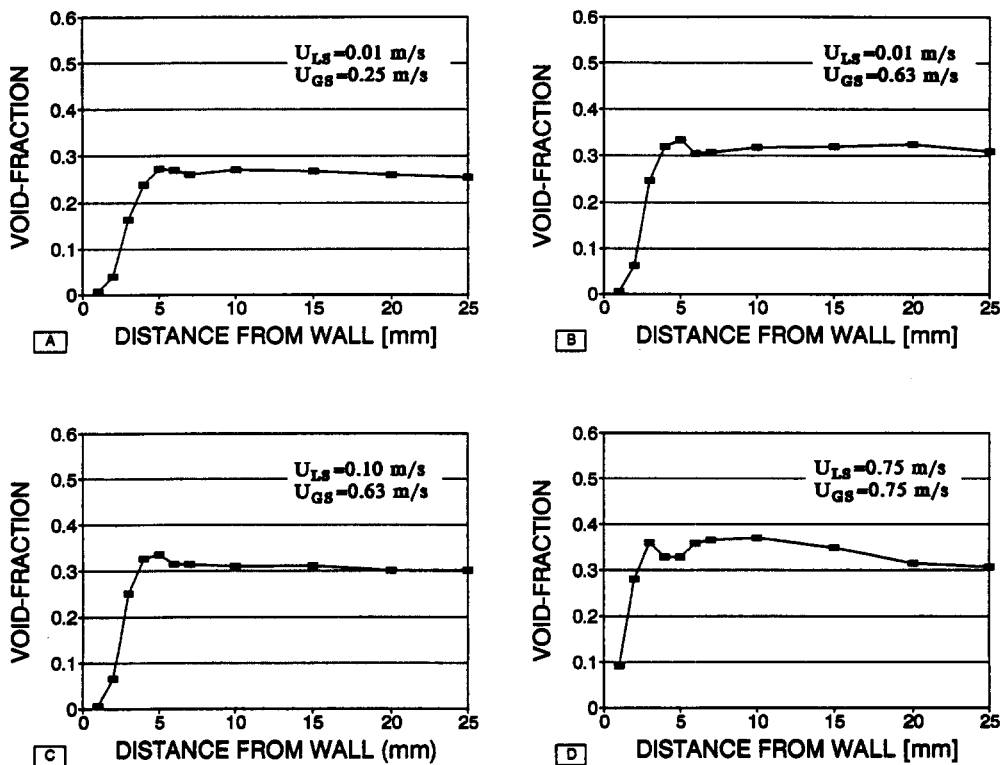 0.6
0.5
0.4
0.3
0.2
0.1
0
VOID-FRACTION
U_LS=0.01 m/s
U_GS=0.25 m/s
0 5 10 15 20 25
A DISTANCE FROM WALL [mm]
0.6
0.5
0.4
0.3
0.2
0.1
0
VOID-FRACTION
U_LS=0.01 m/s
U_GS=0.63 m/s
0 5 10 15 20 25
B DISTANCE FROM WALL [mm]
0.6
0.5
0.4
0.3
0.2
0.1
0
VOID-FRACTION
U_LS=0.10 m/s
U_GS=0.63 m/s
0 5 10 15 20 25
C DISTANCE FROM WALL (mm)
0.6
0.5
0.4
0.3
0.2
0.1
0
VOID-FRACTION
U_LS=0.75 m/s
U_GS=0.75 m/s
0 5 10 15 20 25
D DISTANCE FROM WALL [mm]